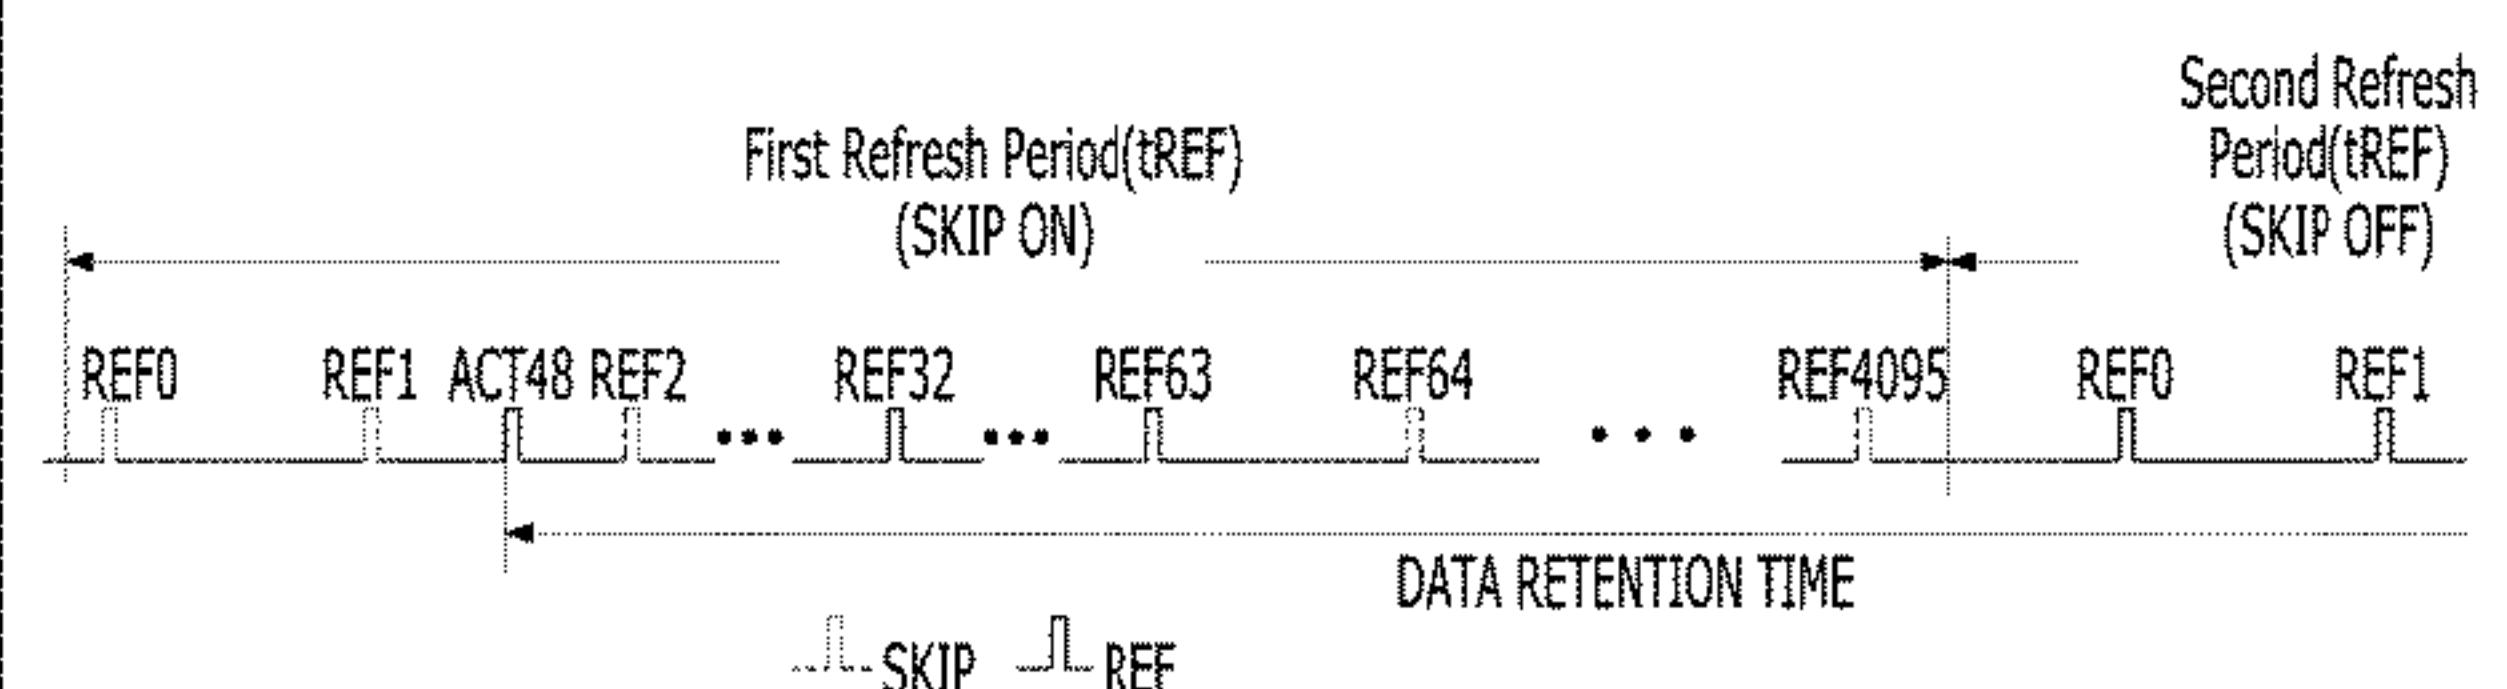 Second Refresh
Period(tREF)
(SKIP OFF)
First Refresh Period(tREF)
(SKIP ON)
REF0 REF1 ACT48 REF2 REF32 REF63 REF64 REF4095 REF0 REF1
DATA RETENTION TIME
SKIP REF